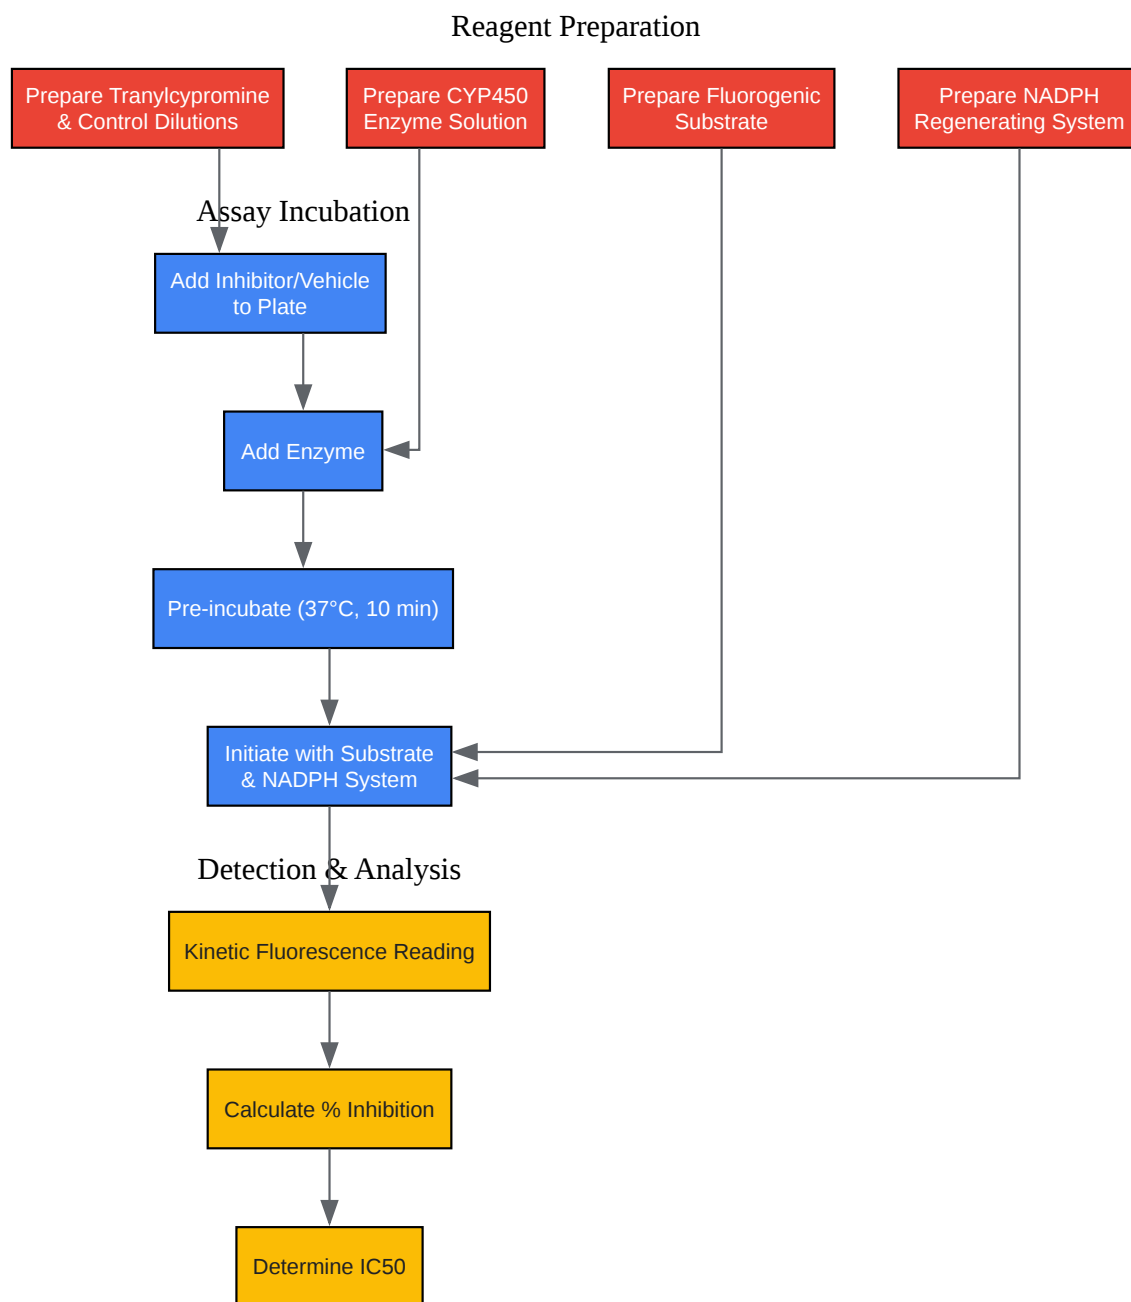 Reagent Preparation
Prepare Tranylcypromine
& Control Dilutions
Prepare CYP450
Enzyme Solution
Prepare Fluorogenic
Substrate
Prepare NADPH
Regenerating System
Assay Incubation
Add Inhibitor/Vehicle
to Plate
Add Enzyme
Pre-incubate (37°C, 10 min)
Initiate with Substrate
& NADPH System
Detection & Analysis
Kinetic Fluorescence Reading
Calculate % Inhibition
Determine IC50